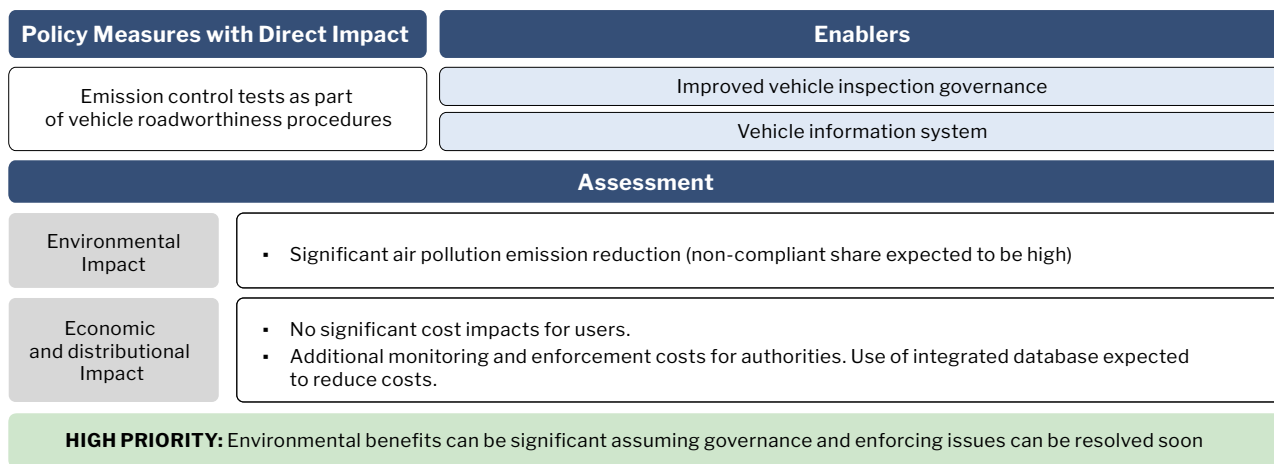 Policy Measures with Direct Impact
Enablers
Emission control tests as part
of vehicle roadworthiness procedures
Improved vehicle inspection governance
Vehicle information system
Assessment
Environmental
Impact
▪ Significant air pollution emission reduction (non-compliant share expected to be high)
Economic
and distributional
Impact
▪ No significant cost impacts for users.
▪ Additional monitoring and enforcement costs for authorities. Use of integrated database expected
to reduce costs.
HIGH PRIORITY: Environmental benefits can be significant assuming governance and enforcing issues can be resolved soon